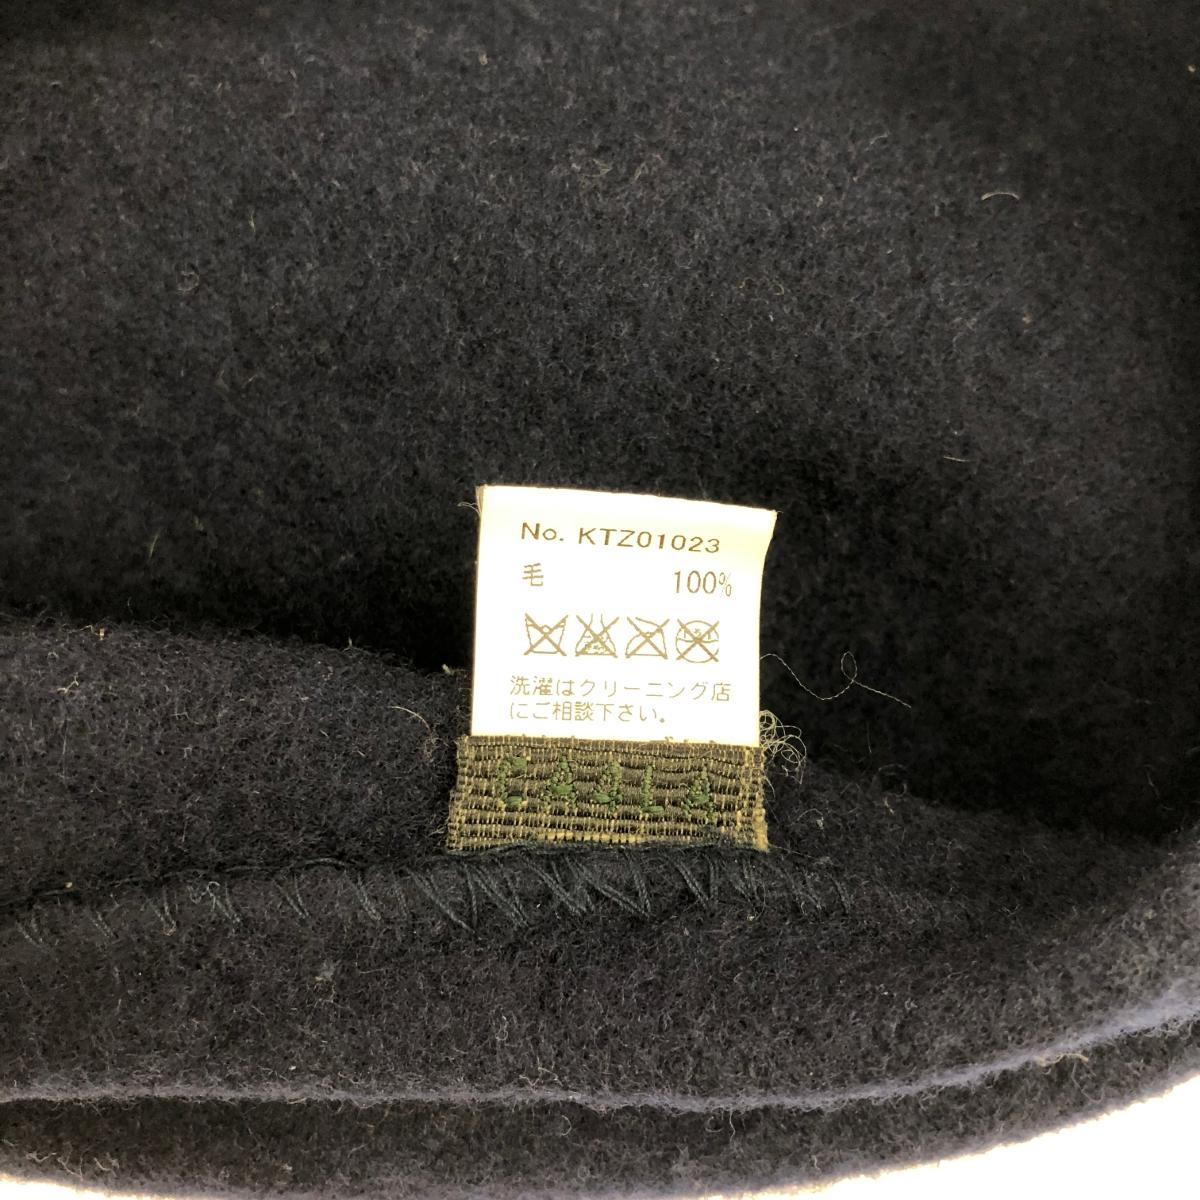 No. KTZ01023
毛 100%
洗濯はクリーニング店
にご相談下さい。